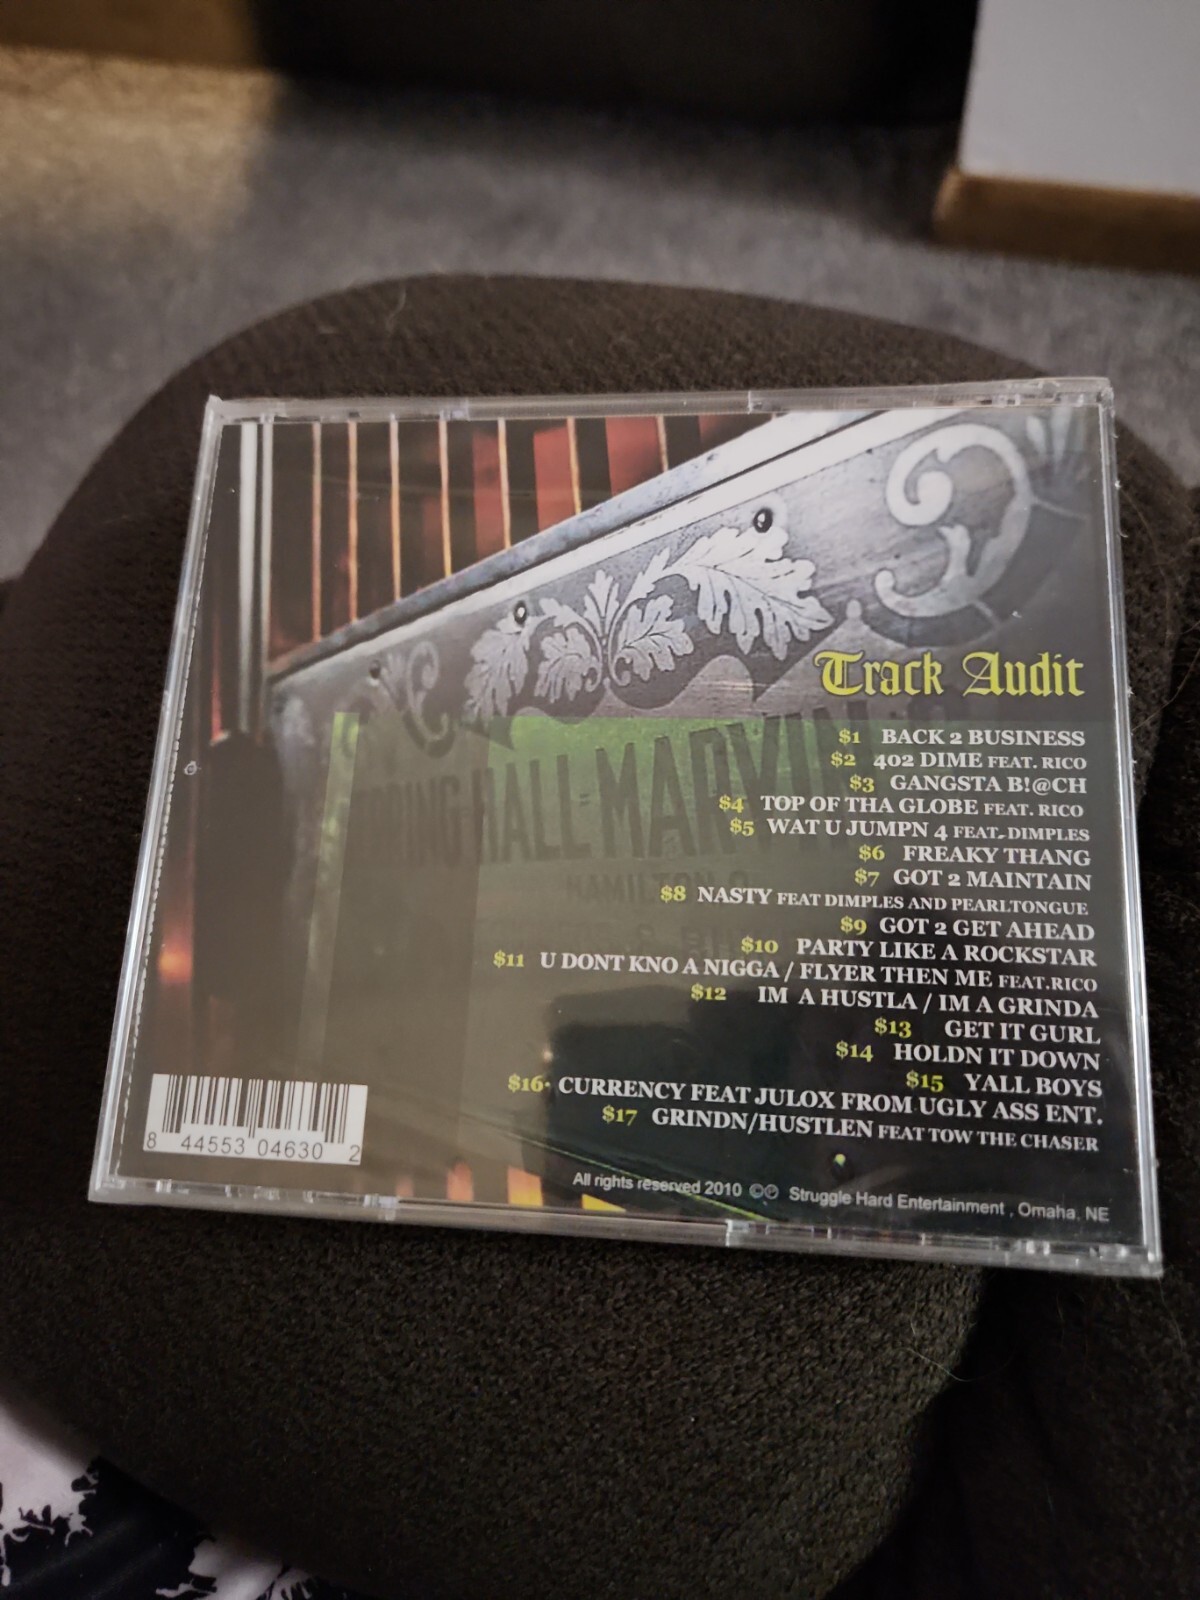 Track Audit
$1 BACK 2 BUSINESS
$2 402 DIME FEAT. RICO
$3 GANGSTA B!@CH
$4 TOP OF THA GLOBE FEAT. RICO
$5 WAT U JUMPN 4 FEAT. DIMPLES
$6 FREAKY THANG
$7 GOT 2 MAINTAIN
$8 NASTY FEAT DIMPLES AND PEARLTONGUE
$9 GOT 2 GET AHEAD
$10 PARTY LIKE A ROCKSTAR
$11 U DONT KNO A NIGGA / FLYER THEN ME FEAT.RICO
$12 IM A HUSTLA / IM A GRINDA
$13 GET IT GURL
$14 HOLDN IT DOWN
$15 YALL BOYS
$16. CURRENCY FEAT JULOX FROM UGLY ASS ENT.
$17 GRINDN/HUSTLEN FEAT TOW THE CHASER
HALL-MARVIN
HAMILTON O.
8 44553 04630 2
All rights reserved 2010 ©℗ Struggle Hard Entertainment , Omaha, NE